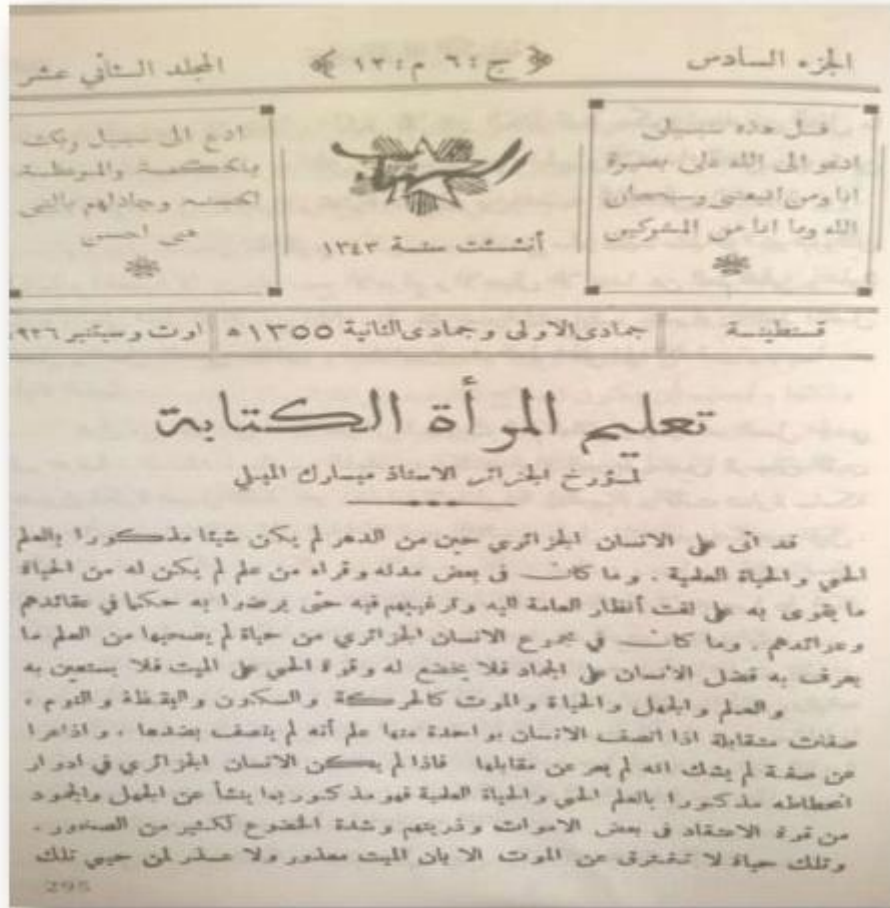 الجزء السادس
﴿ ج : ٦ م : ١٢ ﴾
المجلد الثاني عشر
قل هذه سبيلي
ادعو الى الله على بصيرة
انا ومن اتبعني وسبحان
الله وما انا من المشركين
الشهاب
أنشئت سنة ١٣٤٣
ادع الى سبيل ربك
بالحكمة والموعظة
الحسنة وجادلهم بالتي
هي احسن
قسنطينة
جمادى الاولى وجمادى الثانية ١٣٥٥ ه
اوت وسبتمبر ١٩٣٦
تعليم المرأة الكتابة
لمؤرخ الجزائر الاستاذ مبارك الميلي
قد اتى على الانسان الجزائري حين من الدهر لم يكن شيئا مذكورا بالعلم
الحي والحياة العلمية . وما كان في بعض مدنه وقراه من علم لم يكن له من الحياة
ما يقوى به على لفت أنظار العامة اليه وترغيبهم فيه حتى يرضوا به حكما في عقائدهم
وعوائدهم . وما كان في مجموع الانسان الجزائري من حياة لم يصحبها من العلم ما
يعرف به فضل الانسان على الجماد فلا يخضع له وقوة الحي على الميت فلا يستعين به
والعلم والجهل والحياة والموت كالحركة والسكون واليقظة والنوم ،
صفات متقابلة اذا اتصف الانسان بواحدة منها علم أنه لم يتصف بضدها ، واذا عرا
عن صفة لم يشك انه لم يعر عن مقابلها فاذا لم يكن الانسان الجزائري في ادوار
انحطاطه مذكورا بالعلم الحي والحياة العلمية فهو مذكور بما ينشأ عن الجهل والجمود
من قوة الاعتقاد في بعض الاموات وذريتهم وشدة الخضوع لكثير من الصخور .
وتلك حياة لا تفترق عن الموت الا بان الميت معذور ولا عذر لمن حيي تلك
295